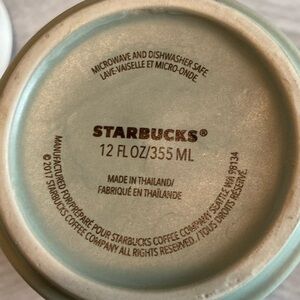 MICROWAVE AND DISHWASHER SAFE
LAVE-VAISELLE ET MICRO-ONDE
STARBUCKS®
12 FL OZ/355 ML
MADE IN THAILAND/
FABRIQUÉ EN THAÏLANDE
MANUFACTURED FOR/PRÉPARÉ POUR STARBUCKS COFFEE COMPANY SEATTLE, WA 98134
© 2017 STARBUCKS COFFEE COMPANY ALL RIGHTS RESERVED./TOUS DROITS RÉSERVÉS